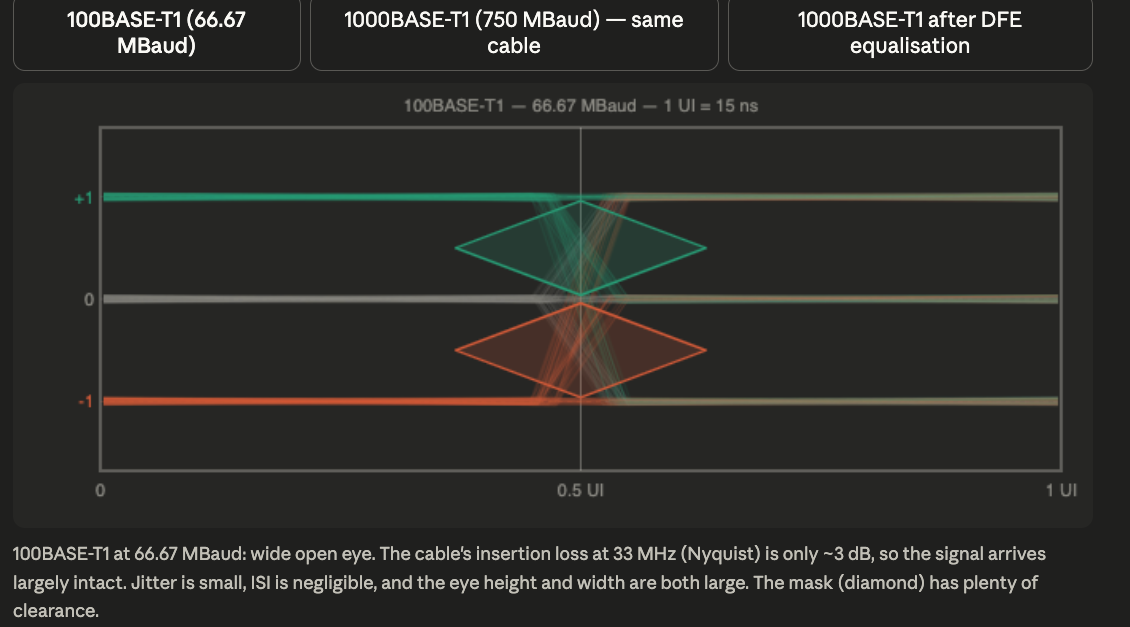 100BASE-T1 (66.67
MBaud)
1000BASE-T1 (750 MBaud) — same
cable
1000BASE-T1 after DFE
equalisation
100BASE-T1 — 66.67 MBaud — 1 UI = 15 ns
+1
0
-1
0
0.5 UI
1 UI
100BASE-T1 at 66.67 MBaud: wide open eye. The cable's insertion loss at 33 MHz (Nyquist) is only ~3 dB, so the signal arrives
largely intact. Jitter is small, ISI is negligible, and the eye height and width are both large. The mask (diamond) has plenty of
clearance.